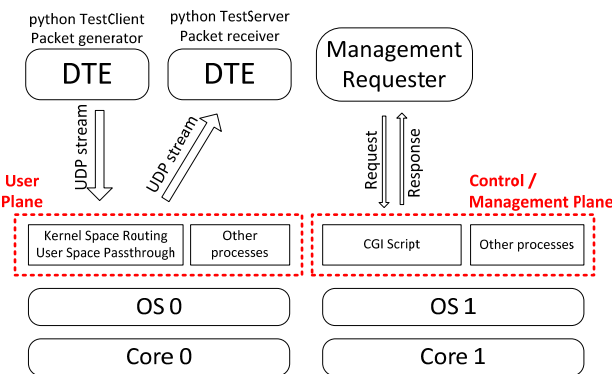 python TestClient
Packet generator
python TestServer
Packet receiver
DTE
DTE
Management
Requester
UDP stream
UDP stream
Request
Response
User
Plane
Control /
Management Plane
Kernel Space Routing
User Space Passthrough
Other
processes
CGI Script
Other processes
OS 0
OS 1
Core 0
Core 1